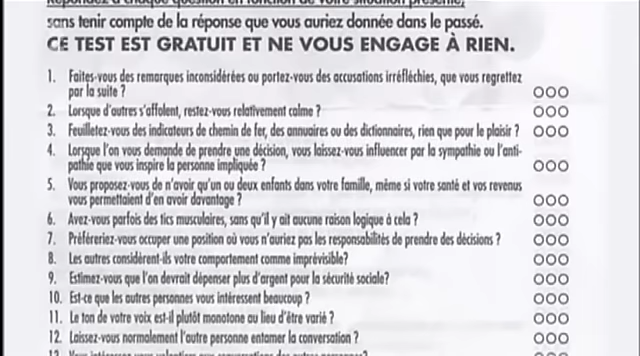 Répondez à chaque question en fonction de votre situation présente,
sans tenir compte de la réponse que vous auriez donnée dans le passé.
CE TEST EST GRATUIT ET NE VOUS ENGAGE À RIEN.
1. Faites-vous des remarques inconsidérées ou portez-vous des accusations irréfléchies, que vous regrettez
par la suite ?
2. Lorsque d'autres s'affolent, restez-vous relativement calme ?
3. Feuilletez-vous des indicateurs de chemin de fer, des annuaires ou des dictionnaires, rien que pour le plaisir ?
4. Lorsque l'on vous demande de prendre une décision, vous laissez-vous influencer par la sympathie ou l'anti-
pathie que vous inspire la personne impliquée ?
5. Vous proposez-vous de n'avoir qu'un ou deux enfants dans votre famille, même si votre santé et vos revenus
vous permettaient d'en avoir davantage ?
6. Avez-vous parfois des tics musculaires, sans qu'il y ait aucune raison logique à cela ?
7. Préféreriez-vous occuper une position où vous n'auriez pas les responsabilités de prendre des décisions ?
8. Les autres considèrent-ils votre comportement comme imprévisible?
9. Estimez-vous que l'on devrait dépenser plus d'argent pour la sécurité sociale?
10. Est-ce que les autres personnes vous intéressent beaucoup ?
11. Le ton de votre voix est-il plutôt monotone au lieu d'être varié ?
12. Laissez-vous normalement l'autre personne entamer la conversation ?